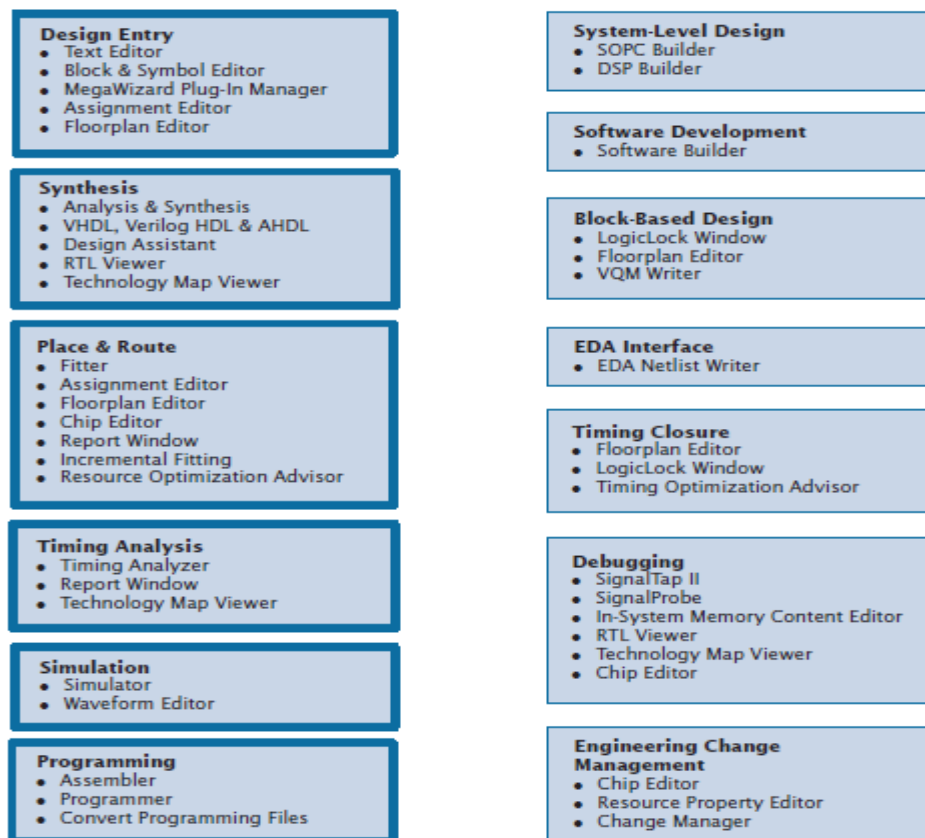 Design Entry
• Text Editor
• Block & Symbol Editor
• MegaWizard Plug-In Manager
• Assignment Editor
• Floorplan Editor
Synthesis
• Analysis & Synthesis
• VHDL, Verilog HDL & AHDL
• Design Assistant
• RTL Viewer
• Technology Map Viewer
Place & Route
• Fitter
• Assignment Editor
• Floorplan Editor
• Chip Editor
• Report Window
• Incremental Fitting
• Resource Optimization Advisor
Timing Analysis
• Timing Analyzer
• Report Window
• Technology Map Viewer
Simulation
• Simulator
• Waveform Editor
Programming
• Assembler
• Programmer
• Convert Programming Files
System-Level Design
• SOPC Builder
• DSP Builder
Software Development
• Software Builder
Block-Based Design
• LogicLock Window
• Floorplan Editor
• VQM Writer
EDA Interface
• EDA Netlist Writer
Timing Closure
• Floorplan Editor
• LogicLock Window
• Timing Optimization Advisor
Debugging
• SignalTap II
• SignalProbe
• In-System Memory Content Editor
• RTL Viewer
• Technology Map Viewer
• Chip Editor
Engineering Change
Management
• Chip Editor
• Resource Property Editor
• Change Manager